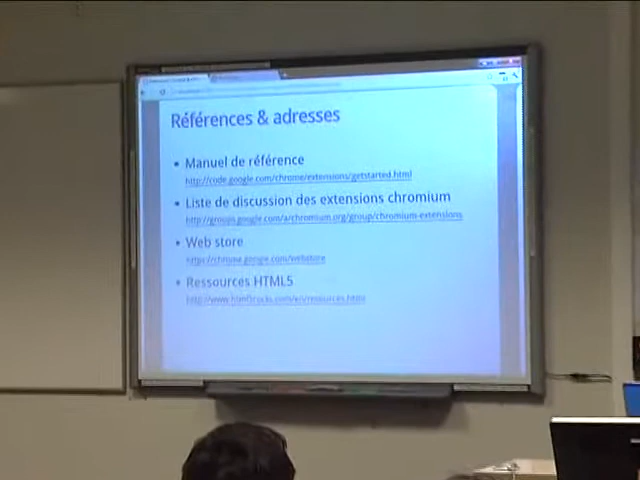 Références & adresses
• Manuel de référence
http://code.google.com/chrome/extensions/getstarted.html
• Liste de discussion des extensions chromium
http://groups.google.com/a/chromium.org/group/chromium-extensions
• Web store
https://chrome.google.com/webstore
• Ressources HTML5
http://www.html5rocks.com/en/resources.html